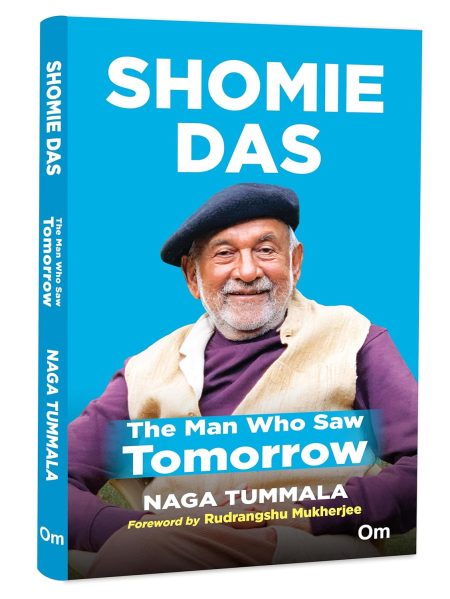 SHOMIE DAS
The Man Who Saw
Tomorrow
NAGA TUMMALA
Om
SHOMIE
DAS
The Man Who Saw
Tomorrow
NAGA TUMMALA
Foreword by Rudrangshu Mukherjee
Om